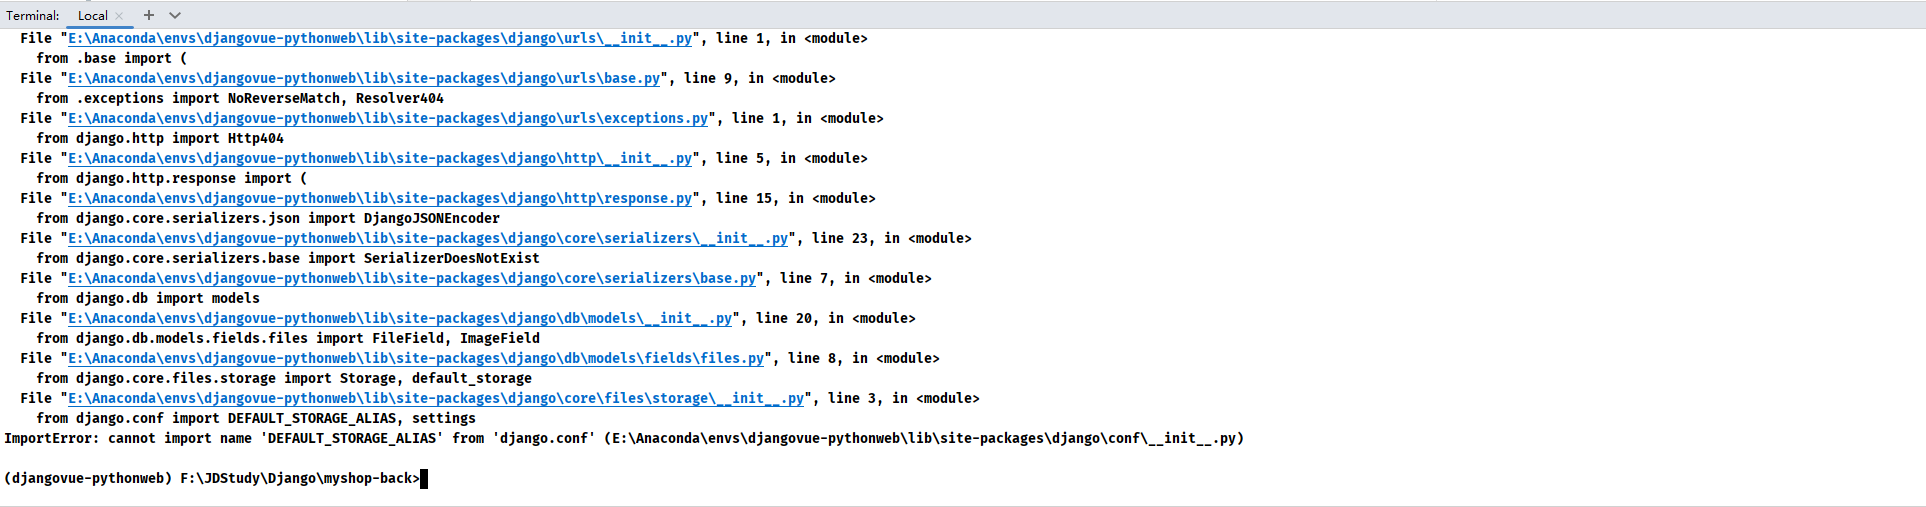 Terminal: Local × + ∨
File "E:\Anaconda\envs\djangovue-pythonweb\lib\site-packages\django\urls\__init__.py", line 1, in <module>
from .base import (
File "E:\Anaconda\envs\djangovue-pythonweb\lib\site-packages\django\urls\base.py", line 9, in <module>
from .exceptions import NoReverseMatch, Resolver404
File "E:\Anaconda\envs\djangovue-pythonweb\lib\site-packages\django\urls\exceptions.py", line 1, in <module>
from django.http import Http404
File "E:\Anaconda\envs\djangovue-pythonweb\lib\site-packages\django\http\__init__.py", line 5, in <module>
from django.http.response import (
File "E:\Anaconda\envs\djangovue-pythonweb\lib\site-packages\django\http\response.py", line 15, in <module>
from django.core.serializers.json import DjangoJSONEncoder
File "E:\Anaconda\envs\djangovue-pythonweb\lib\site-packages\django\core\serializers\__init__.py", line 23, in <module>
from django.core.serializers.base import SerializerDoesNotExist
File "E:\Anaconda\envs\djangovue-pythonweb\lib\site-packages\django\core\serializers\base.py", line 7, in <module>
from django.db import models
File "E:\Anaconda\envs\djangovue-pythonweb\lib\site-packages\django\db\models\__init__.py", line 20, in <module>
from django.db.models.fields.files import FileField, ImageField
File "E:\Anaconda\envs\djangovue-pythonweb\lib\site-packages\django\db\models\fields\files.py", line 8, in <module>
from django.core.files.storage import Storage, default_storage
File "E:\Anaconda\envs\djangovue-pythonweb\lib\site-packages\django\core\files\storage\__init__.py", line 3, in <module>
from django.conf import DEFAULT_STORAGE_ALIAS, settings
ImportError: cannot import name 'DEFAULT_STORAGE_ALIAS' from 'django.conf' (E:\Anaconda\envs\djangovue-pythonweb\lib\site-packages\django\conf\__init__.py)
(djangovue-pythonweb) F:\JDStudy\Django\myshop-back>